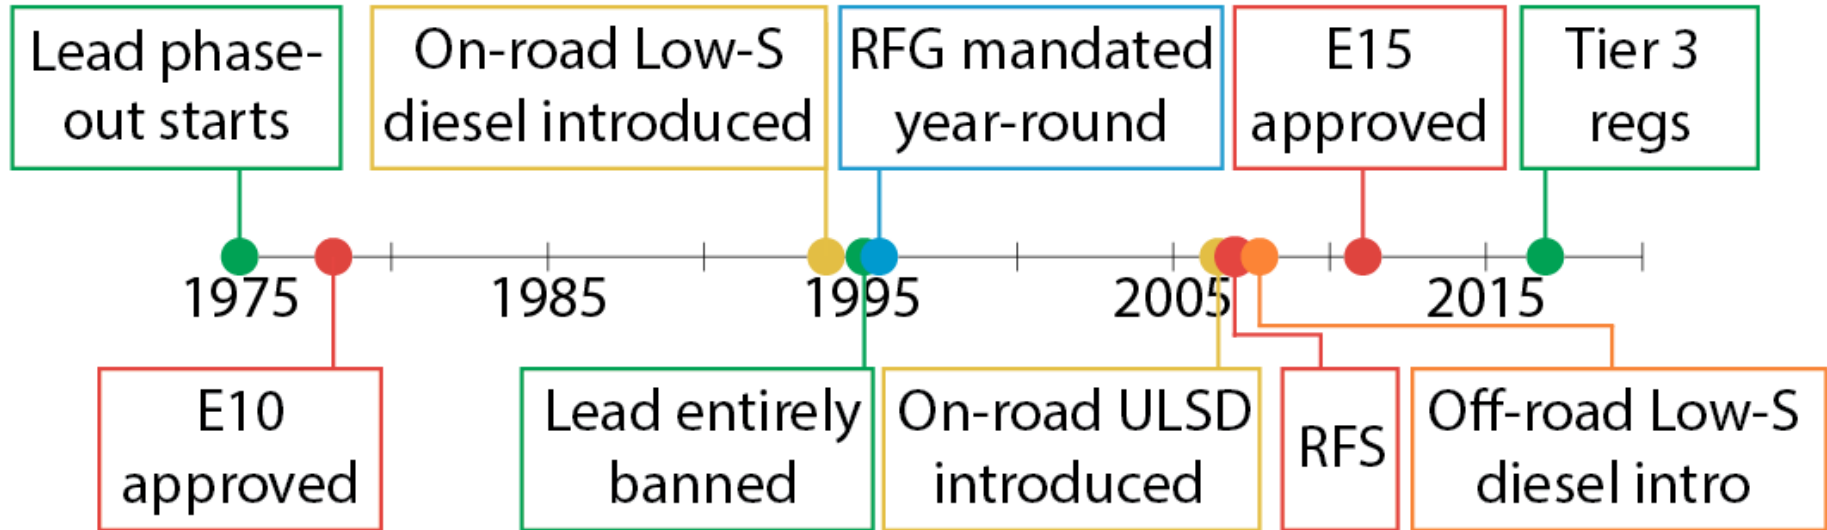 Lead phase-
out starts
On-road Low-S
diesel introduced
RFG mandated
year-round
E15
approved
Tier 3
regs
1975
1985
1995
2005
2015
E10
approved
Lead entirely
banned
On-road ULSD
introduced
RFS
Off-road Low-S
diesel intro